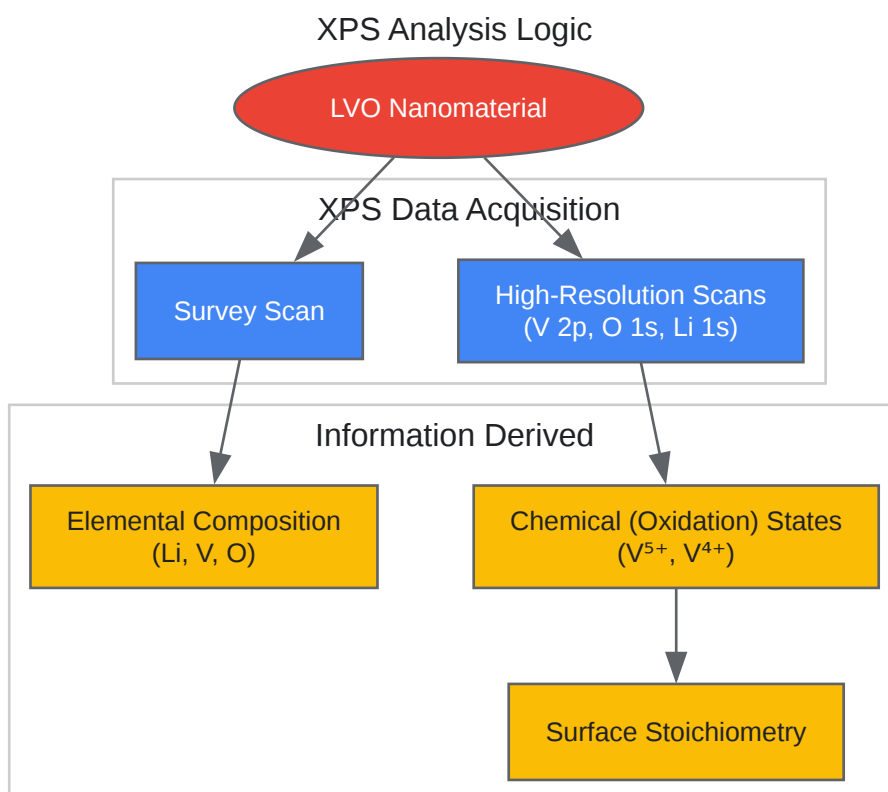 XPS Analysis Logic
LVO Nanomaterial
XPS Data Acquisition
Survey Scan
High-Resolution Scans
(V 2p, O 1s, Li 1s)
Information Derived
Elemental Composition
(Li, V, O)
Chemical (Oxidation) States
(V⁵⁺, V⁴⁺)
Surface Stoichiometry